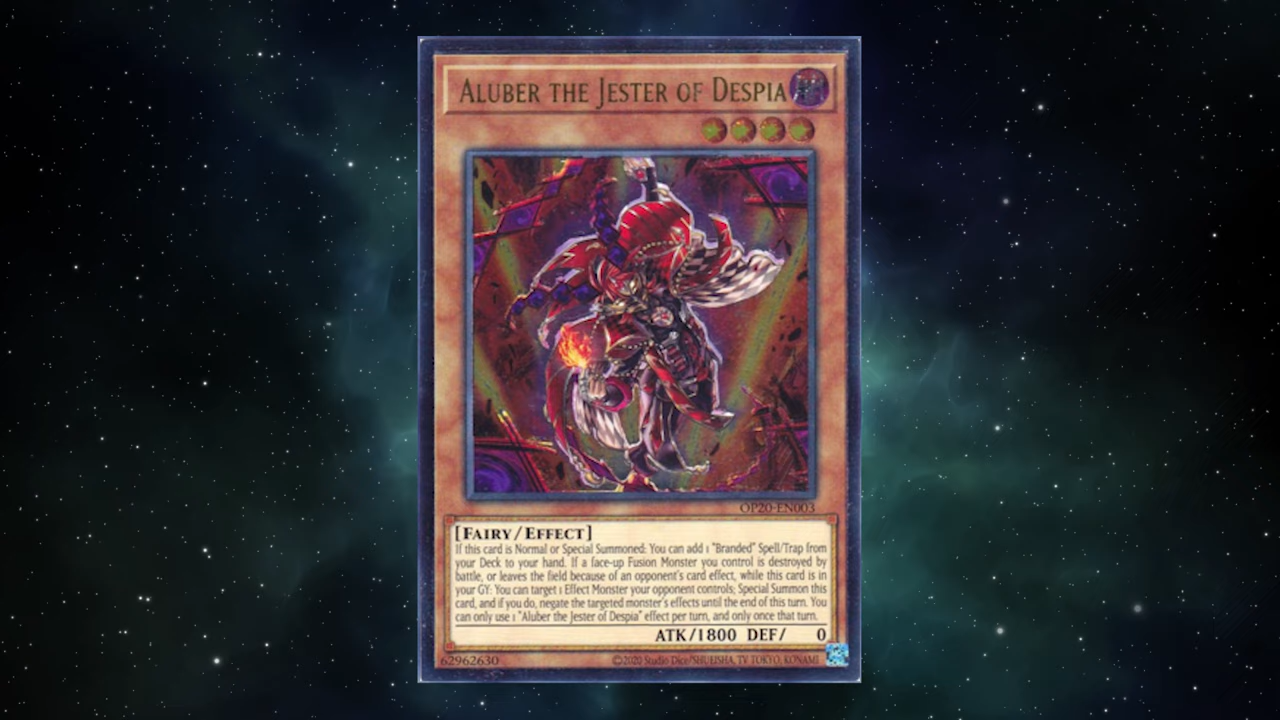 ALUBER THE JESTER OF DESPIA
OP20-EN003
[FAIRY/EFFECT]
If this card is Normal or Special Summoned: You can add 1 "Branded" Spell/Trap from
your Deck to your hand. If a face-up Fusion Monster you control is destroyed by
battle, or leaves the field because of an opponent's card effect, while this card is in
your GY: You can target 1 Effect Monster your opponent controls; Special Summon this
card, and if you do, negate the targeted monster's effects until the end of this turn. You
can only use 1 "Aluber the Jester of Despia" effect per turn, and only once that turn.
ATK/1800 DEF/ 0
62962630
©2020 Studio Dice/SHUEISHA, TV TOKYO, KONAMI